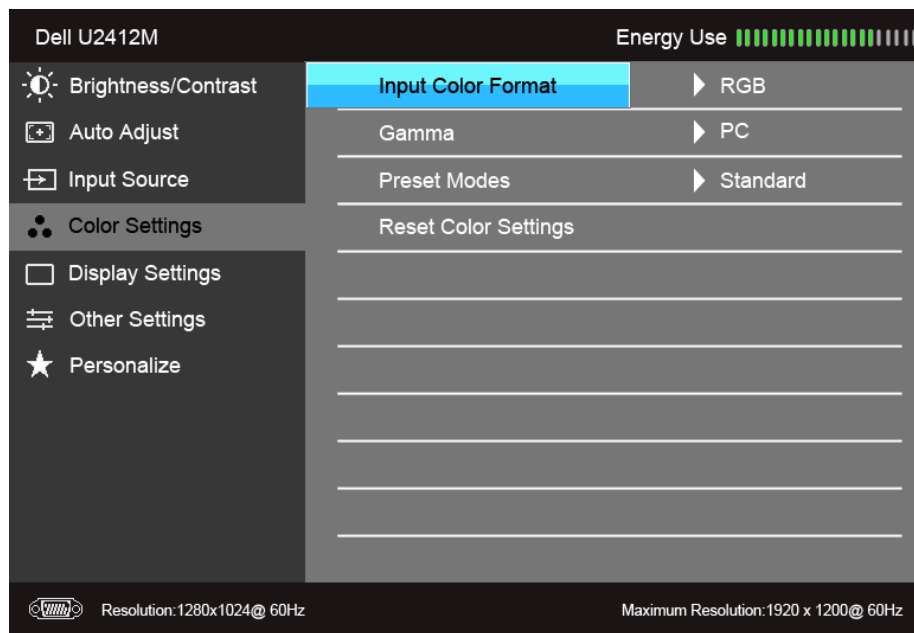 Dell U2412M Energy Use
Brightness/Contrast Input Color Format RGB
Auto Adjust Gamma PC
Input Source Preset Modes Standard
Color Settings Reset Color Settings
Display Settings
Other Settings
Personalize
Resolution:1280x1024@ 60Hz Maximum Resolution:1920 x 1200@ 60Hz